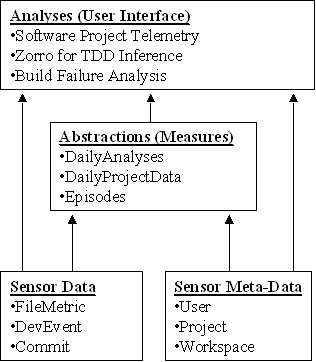 Analyses (User Interface)
•Software Project Telemetry
•Zorro for TDD Inference
•Build Failure Analysis
Abstractions (Measures)
•DailyAnalyses
•DailyProjectData
•Episodes
Sensor Data
•FileMetric
•DevEvent
•Commit
Sensor Meta-Data
•User
•Project
•Workspace